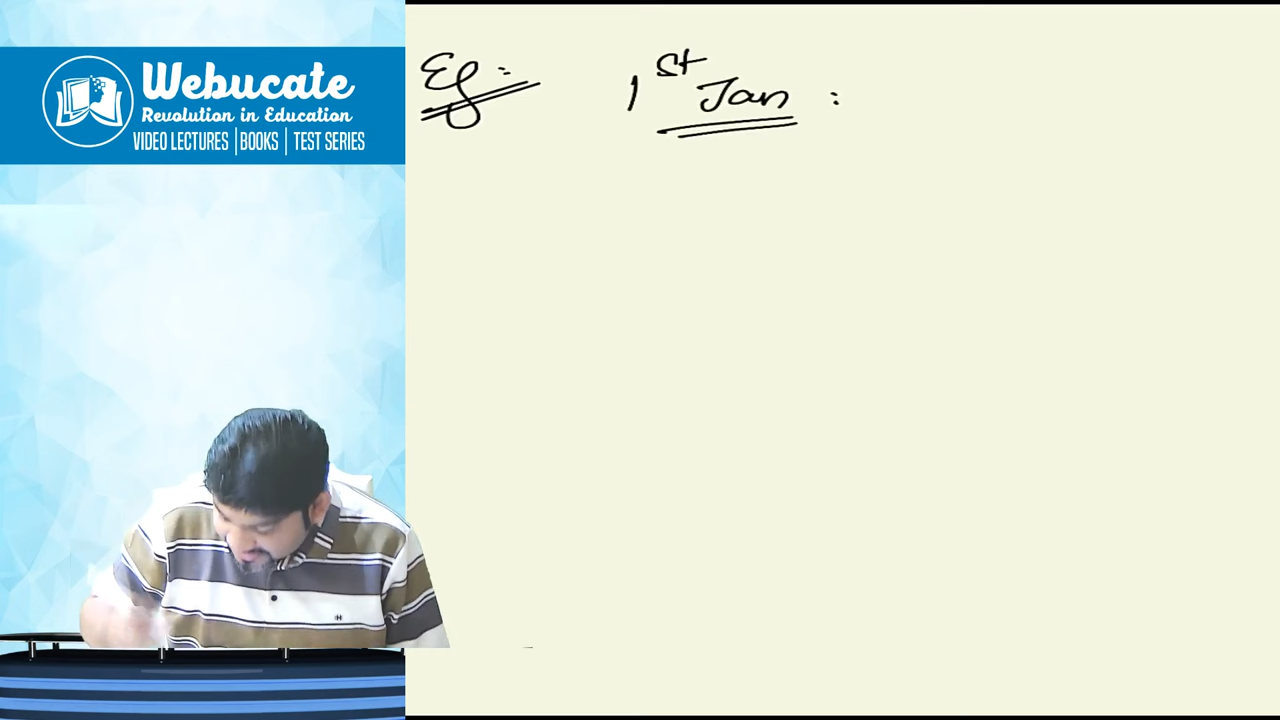 Webucate
Revolution in Education
VIDEO LECTURES | BOOKS | TEST SERIES
Eg:
1st Jan :